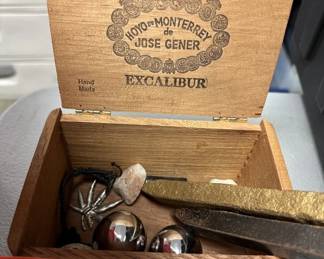 HOYO DE MONTERREY
de
JOSE GENER
Hand
Made
EXCALIBUR